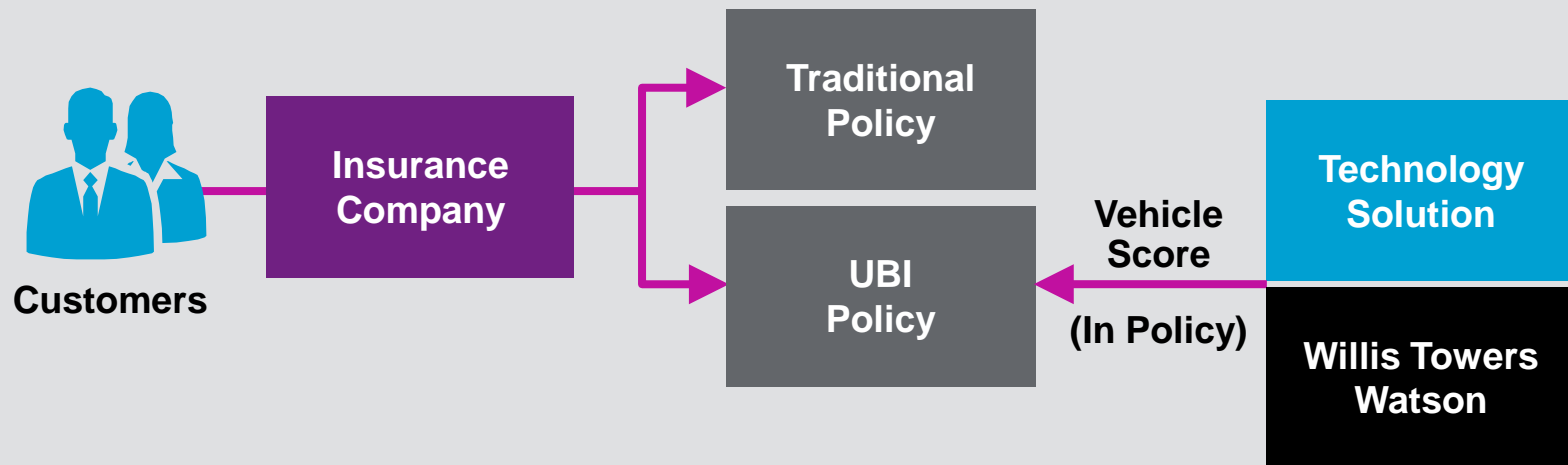 Customers
Insurance
Company
Traditional
Policy
UBI
Policy
Vehicle
Score
(In Policy)
Technology
Solution
Willis Towers
Watson